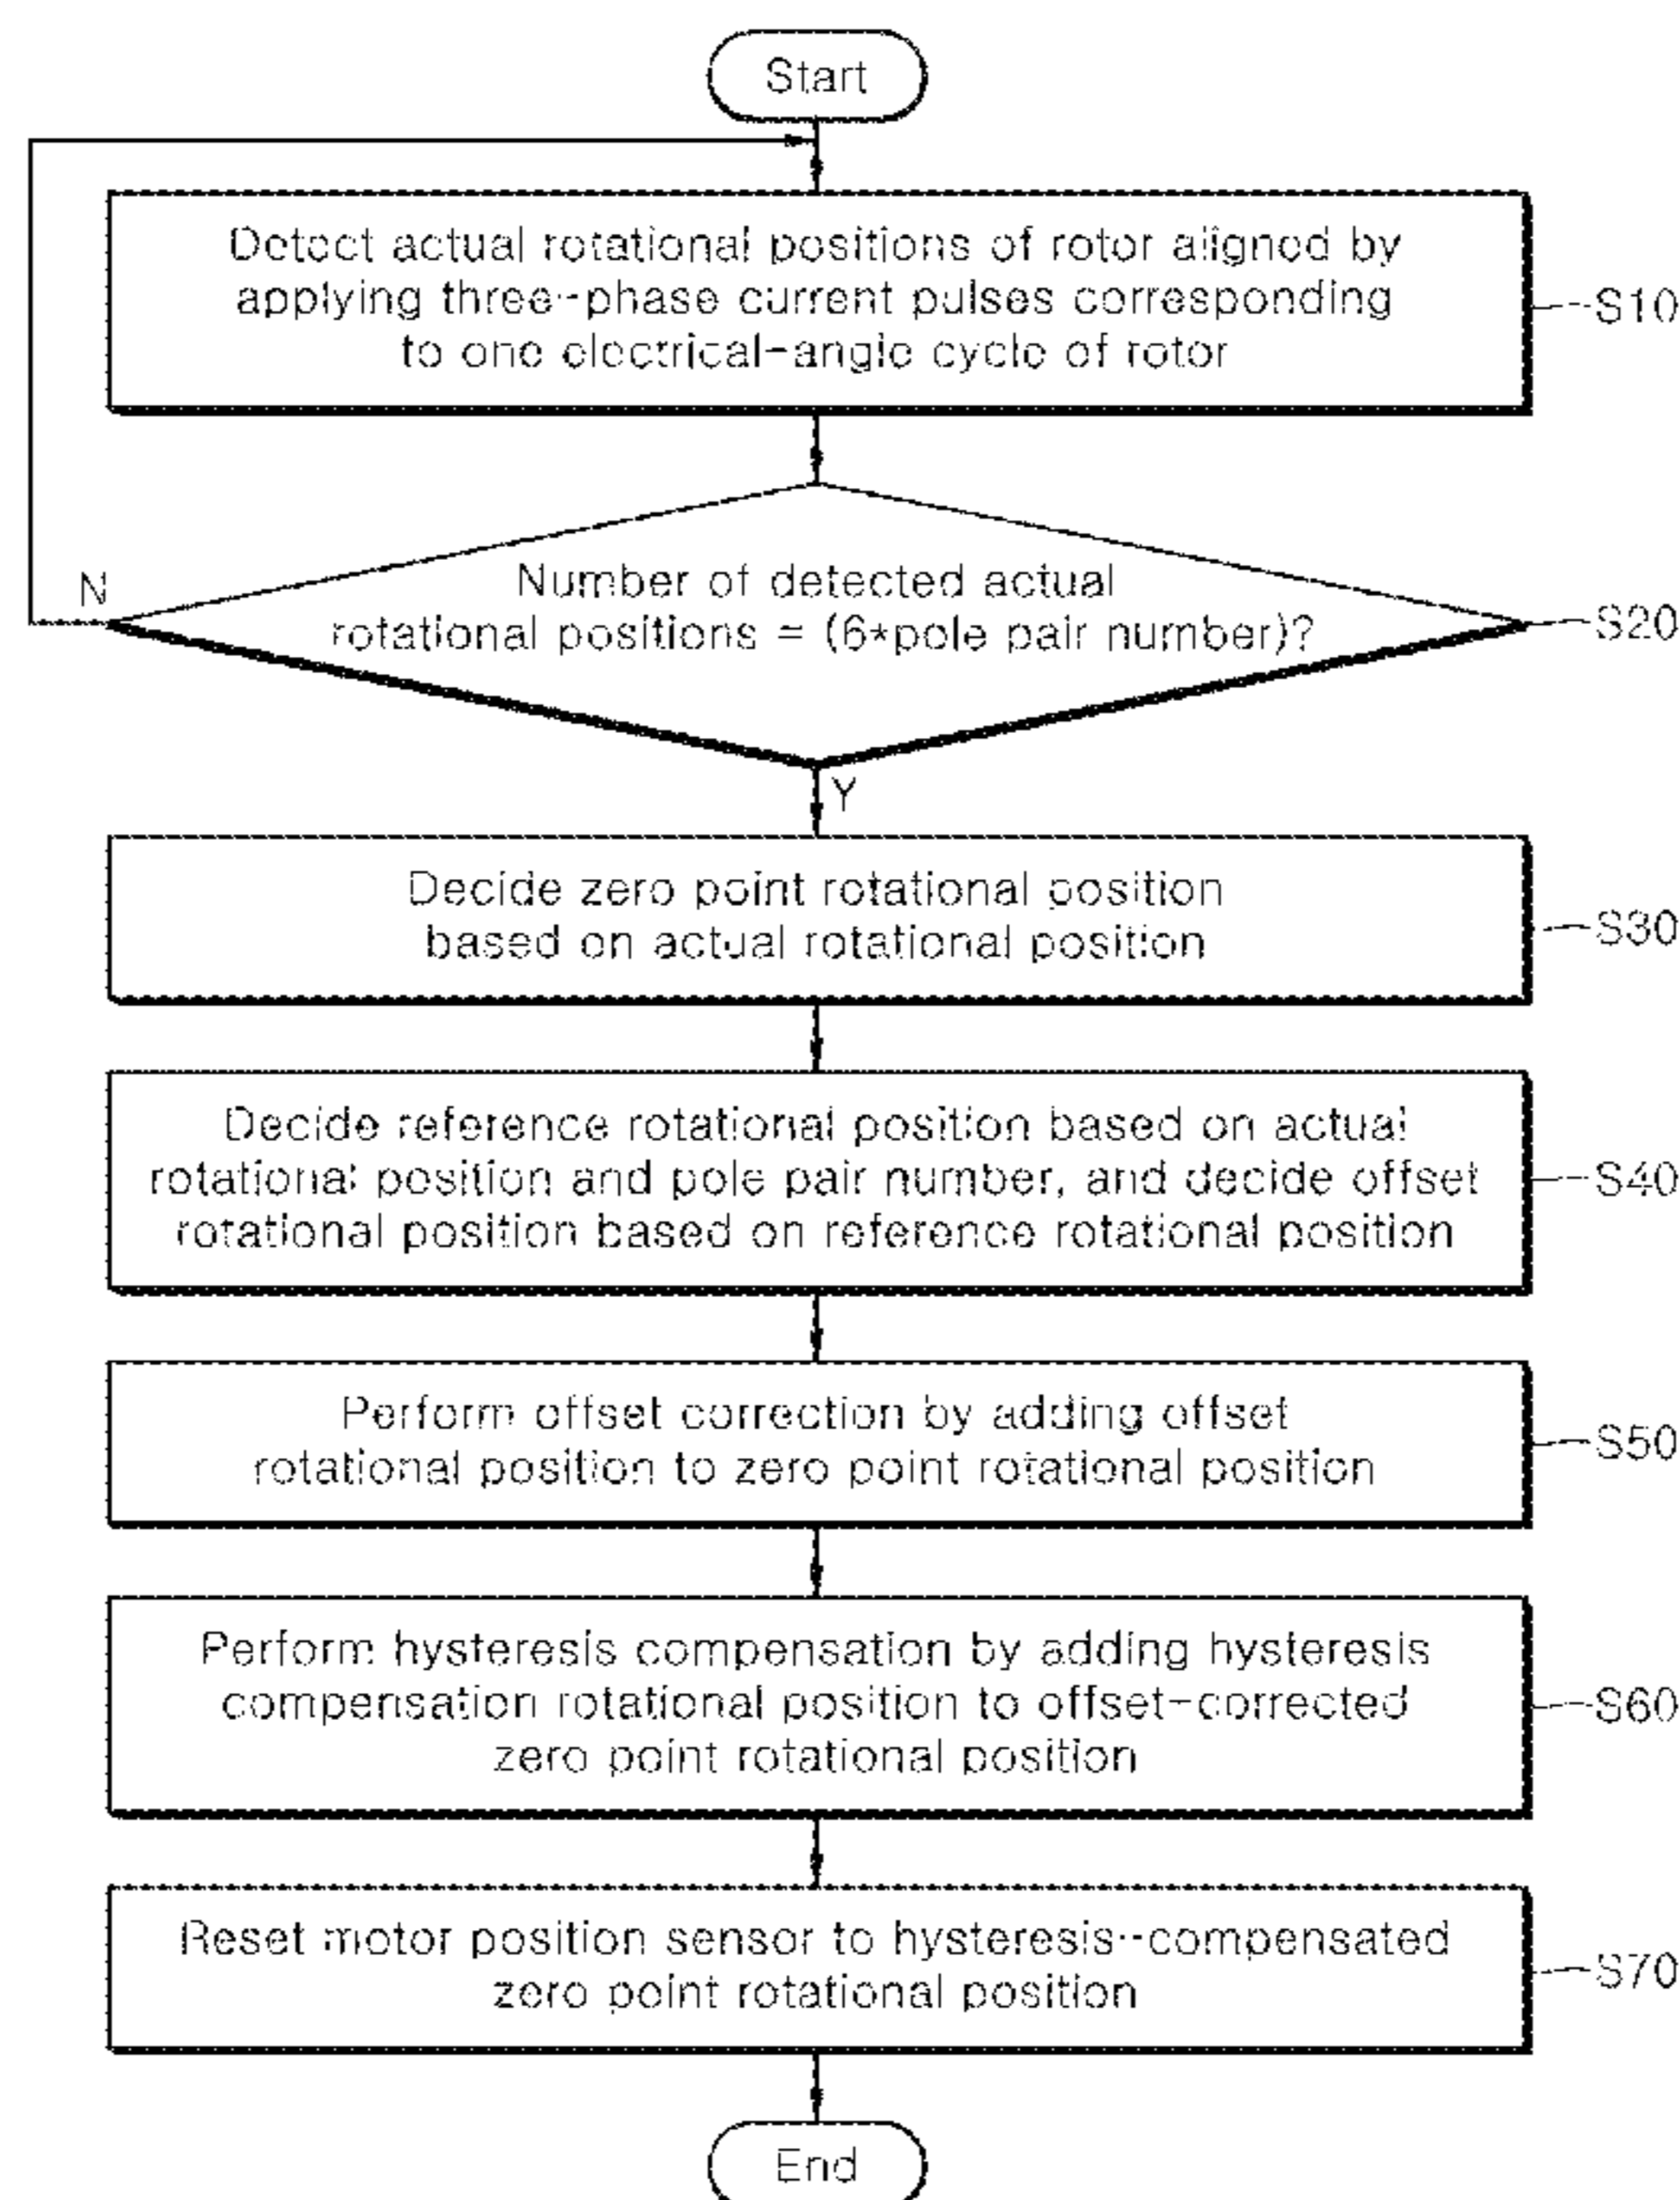 Start
Detect actual rotational positions of rotor aligned by
applying three-phase current pulses corresponding
to one electrical-angle cycle of rotor
S10
N
Number of detected actual
rotational positions = (6*pole pair number)?
S20
Y
Decide zero point rotational position
based on actual rotational position
S30
Decide reference rotational position based on actual
rotational position and pole pair number, and decide offset
rotational position based on reference rotational position
S40
Perform offset correction by adding offset
rotational position to zero point rotational position
S50
Perform hysteresis compensation by adding hysteresis
compensation rotational position to offset-corrected
zero point rotational position
S60
Reset motor position sensor to hysteresis-compensated
zero point rotational position
S70
End